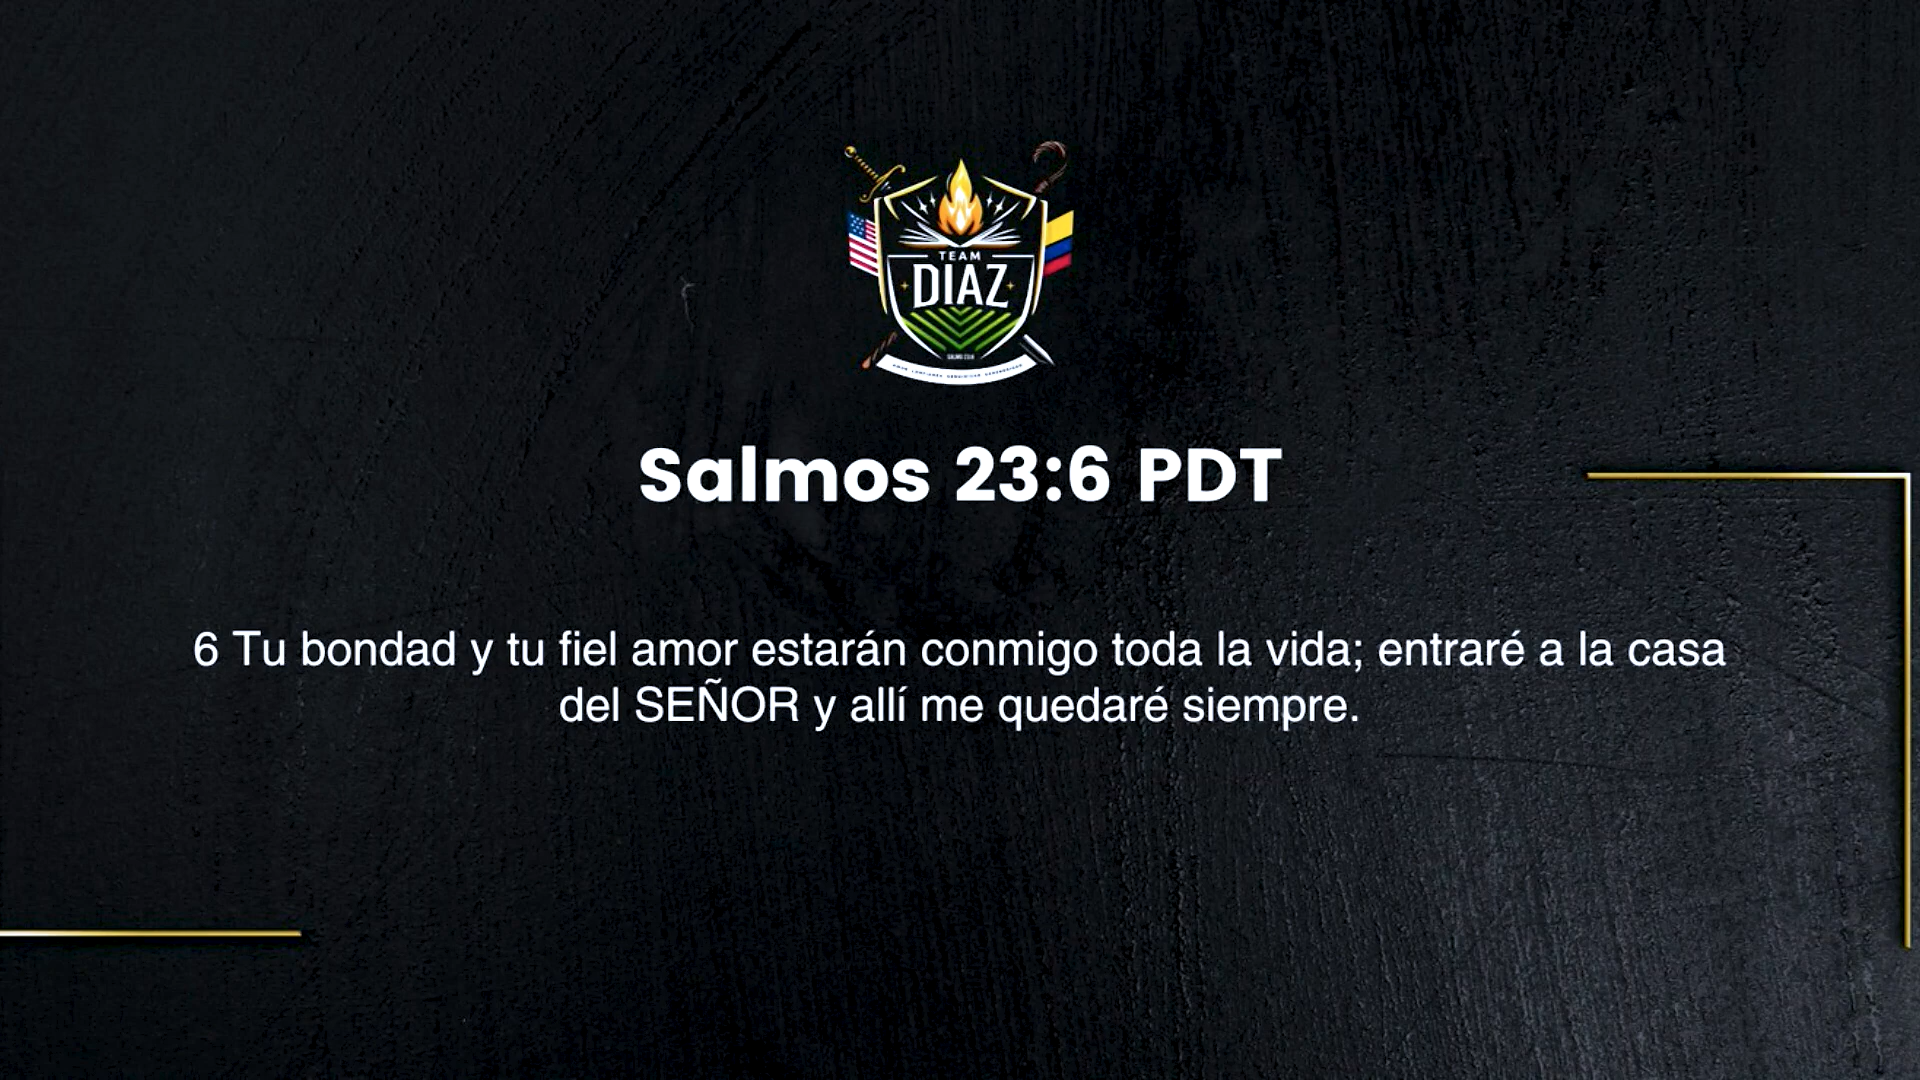 TEAM
DIAZ
Salmos 23:6 PDT
6 Tu bondad y tu fiel amor estarán conmigo toda la vida; entraré a la casa
del SEÑOR y allí me quedaré siempre.